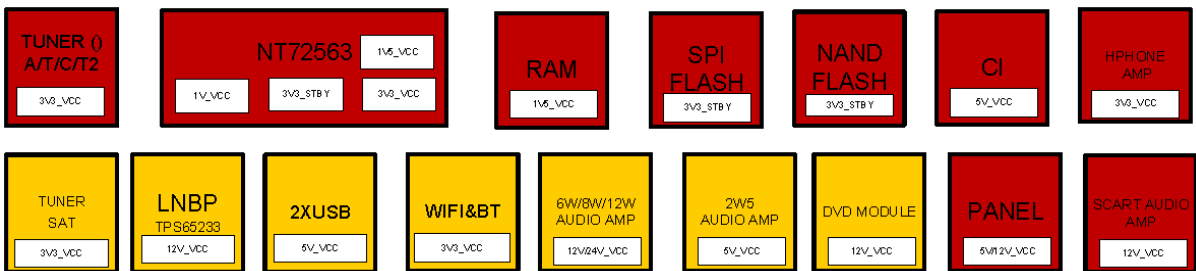 TUNER ()
A/T/C/T2
3V3_VCC
NT72563
1V5_VCC
1V_VCC
3V3_STBY
3V3_VCC
RAM
1V5_VCC
SPI
FLASH
3V3_STBY
NAND
FLASH
3V3_STBY
CI
5V_VCC
HPHONE
AMP
3V3_VCC
TUNER
SAT
3V3_VCC
LNBP
TPS65233
12V_VCC
2XUSB
5V_VCC
WIFI&BT
3V3_VCC
6W/8W/12W
AUDIO AMP
12V/24V_VCC
2W5
AUDIO AMP
5V_VCC
DVD MODULE
12V_VCC
PANEL
5V/12V_VCC
SCART AUDIO
AMP
12V_VCC